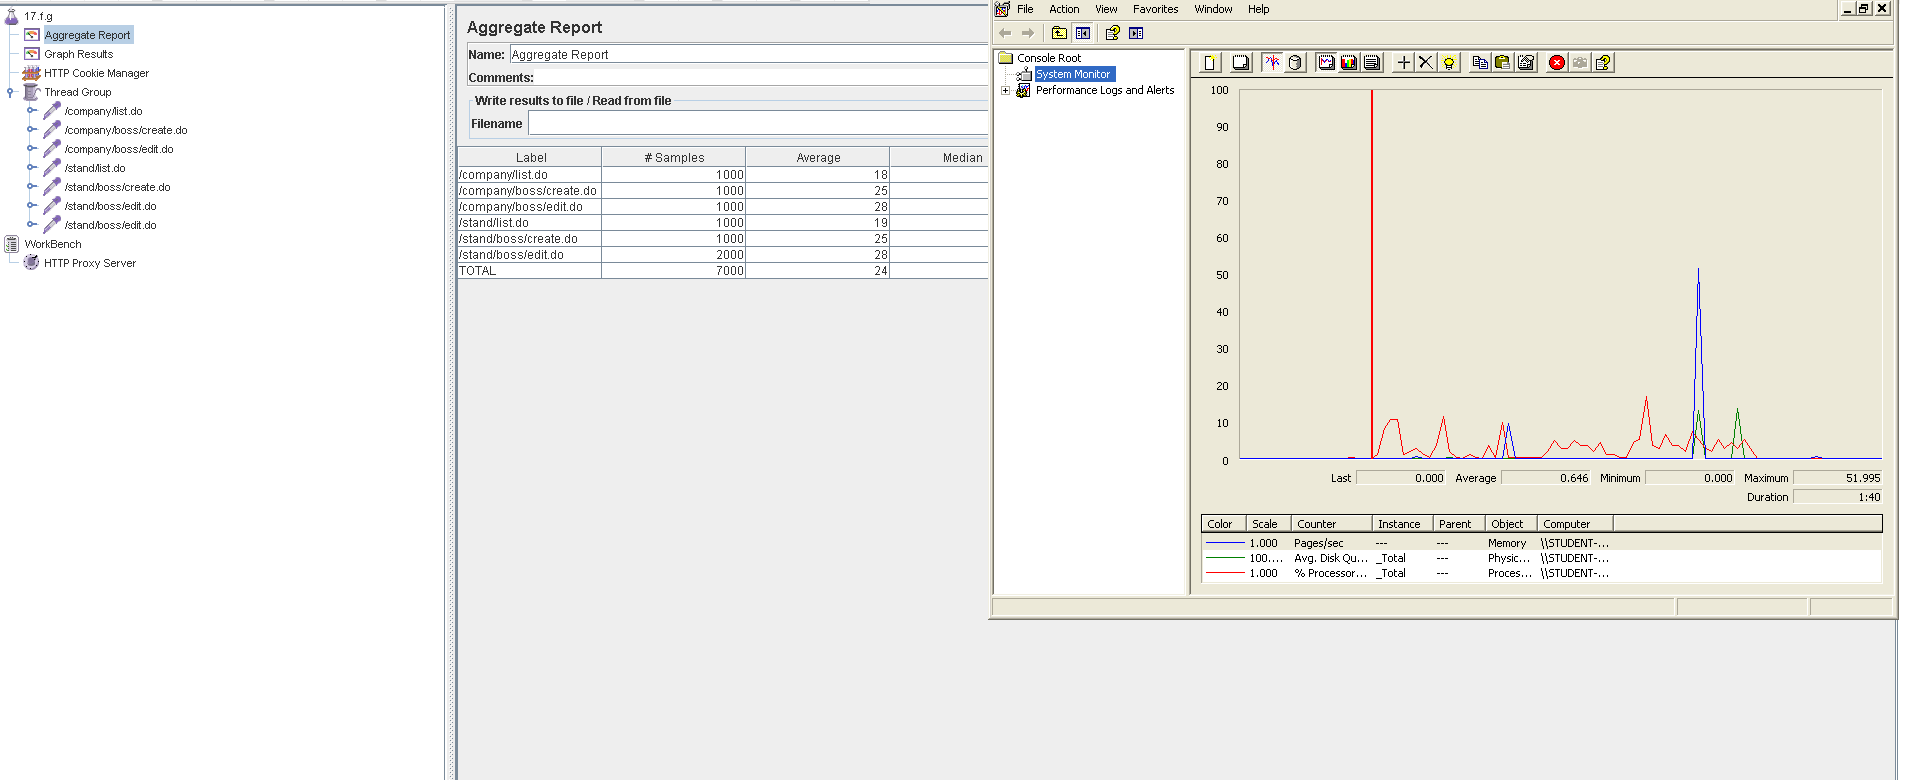 17.f.g
Aggregate Report
Graph Results
HTTP Cookie Manager
Thread Group
/company/list.do
/company/boss/create.do
/company/boss/edit.do
/stand/list.do
/stand/boss/create.do
/stand/boss/edit.do
/stand/boss/edit.do
WorkBench
HTTP Proxy Server
Aggregate Report
Name: Aggregate Report
Comments:
Write results to file / Read from file
Filename
Label # Samples Average Median
/company/list.do 1000 18
/company/boss/create.do 1000 25
/company/boss/edit.do 1000 28
/stand/list.do 1000 19
/stand/boss/create.do 1000 25
/stand/boss/edit.do 2000 28
TOTAL 7000 24
File Action View Favorites Window Help
Console Root
System Monitor
Performance Logs and Alerts
100
90
80
70
60
50
40
30
20
10
0
Last 0.000 Average 0.646 Minimum 0.000 Maximum 51.995
Duration 1:40
Color Scale Counter Instance Parent Object Computer
1.000 Pages/sec --- --- Memory \\STUDENT-...
100.... Avg. Disk Qu... _Total --- Physic... \\STUDENT-...
1.000 % Processor... _Total --- Proces... \\STUDENT-...